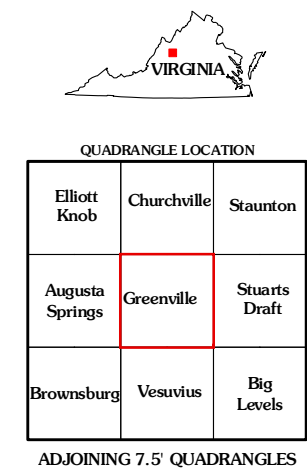 VIRGINIA
QUADRANGLE LOCATION
Elliott
Knob
Churchville
Staunton
Augusta
Springs
Greenville
Stuarts
Draft
Brownsburg
Vesuvius
Big
Levels
ADJOINING 7.5' QUADRANGLES